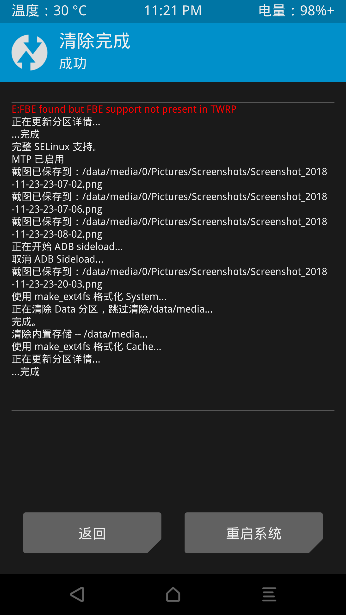 温度：30 °C 11:21 PM 电量：98%+
清除完成
成功
E:FBE found but FBE support not present in TWRP
正在更新分区详情...
...完成
完整 SELinux 支持。
MTP 已启用
截图已保存到：/data/media/0/Pictures/Screenshots/Screenshot_2018
-11-23-23-07-02.png
截图已保存到：/data/media/0/Pictures/Screenshots/Screenshot_2018
-11-23-23-07-06.png
截图已保存到：/data/media/0/Pictures/Screenshots/Screenshot_2018
-11-23-23-08-02.png
正在开始 ADB sideload...
取消 ADB Sideload...
截图已保存到：/data/media/0/Pictures/Screenshots/Screenshot_2018
-11-23-23-20-03.png
使用 make_ext4fs 格式化 System...
正在清除 Data 分区，跳过清除/data/media...
完成。
清除内置存储 -- /data/media...
使用 make_ext4fs 格式化 Cache...
正在更新分区详情...
...完成
返回 重启系统